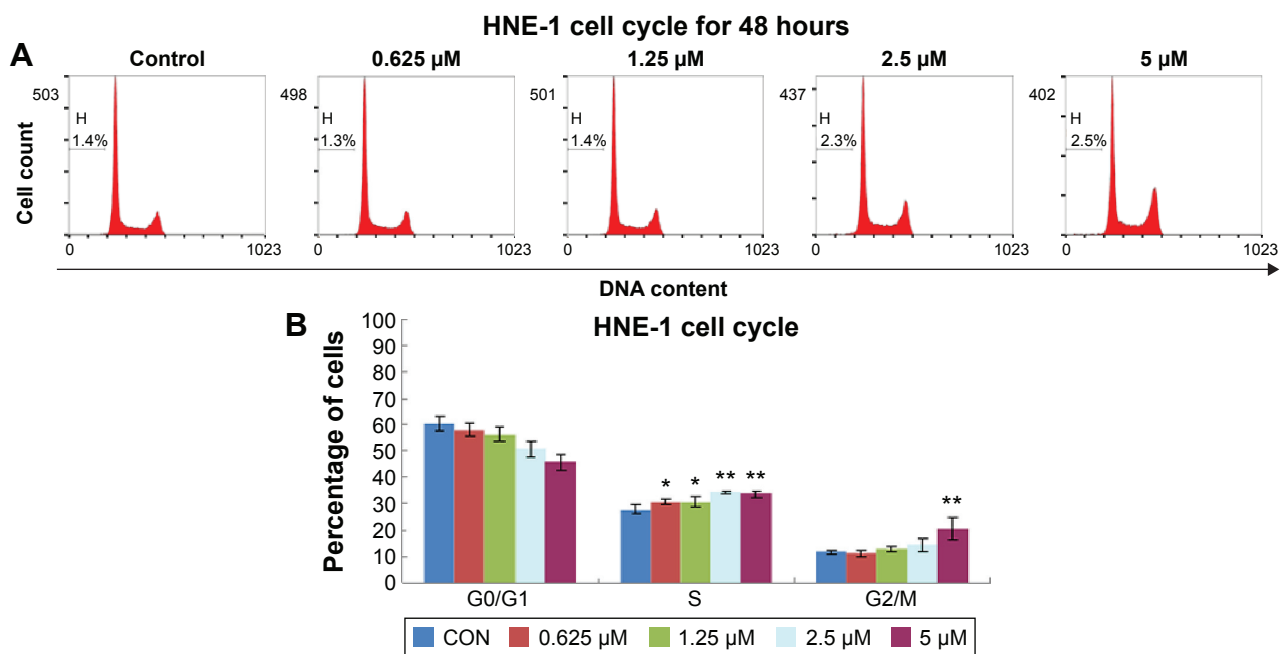 HNE-1 cell cycle for 48 hours
A
Control 0.625 µM 1.25 µM 2.5 µM 5 µM
503 498 501 437 402
H H H H H
1.4% 1.3% 1.4% 2.3% 2.5%
Cell count
0 1023 0 1023 0 1023 0 1023 0 1023
DNA content
B
HNE-1 cell cycle
Percentage of cells
100
90
80
70
60
50
40
30
20
10
0
* * ** **
**
G0/G1 S G2/M
CON 0.625 µM 1.25 µM 2.5 µM 5 µM